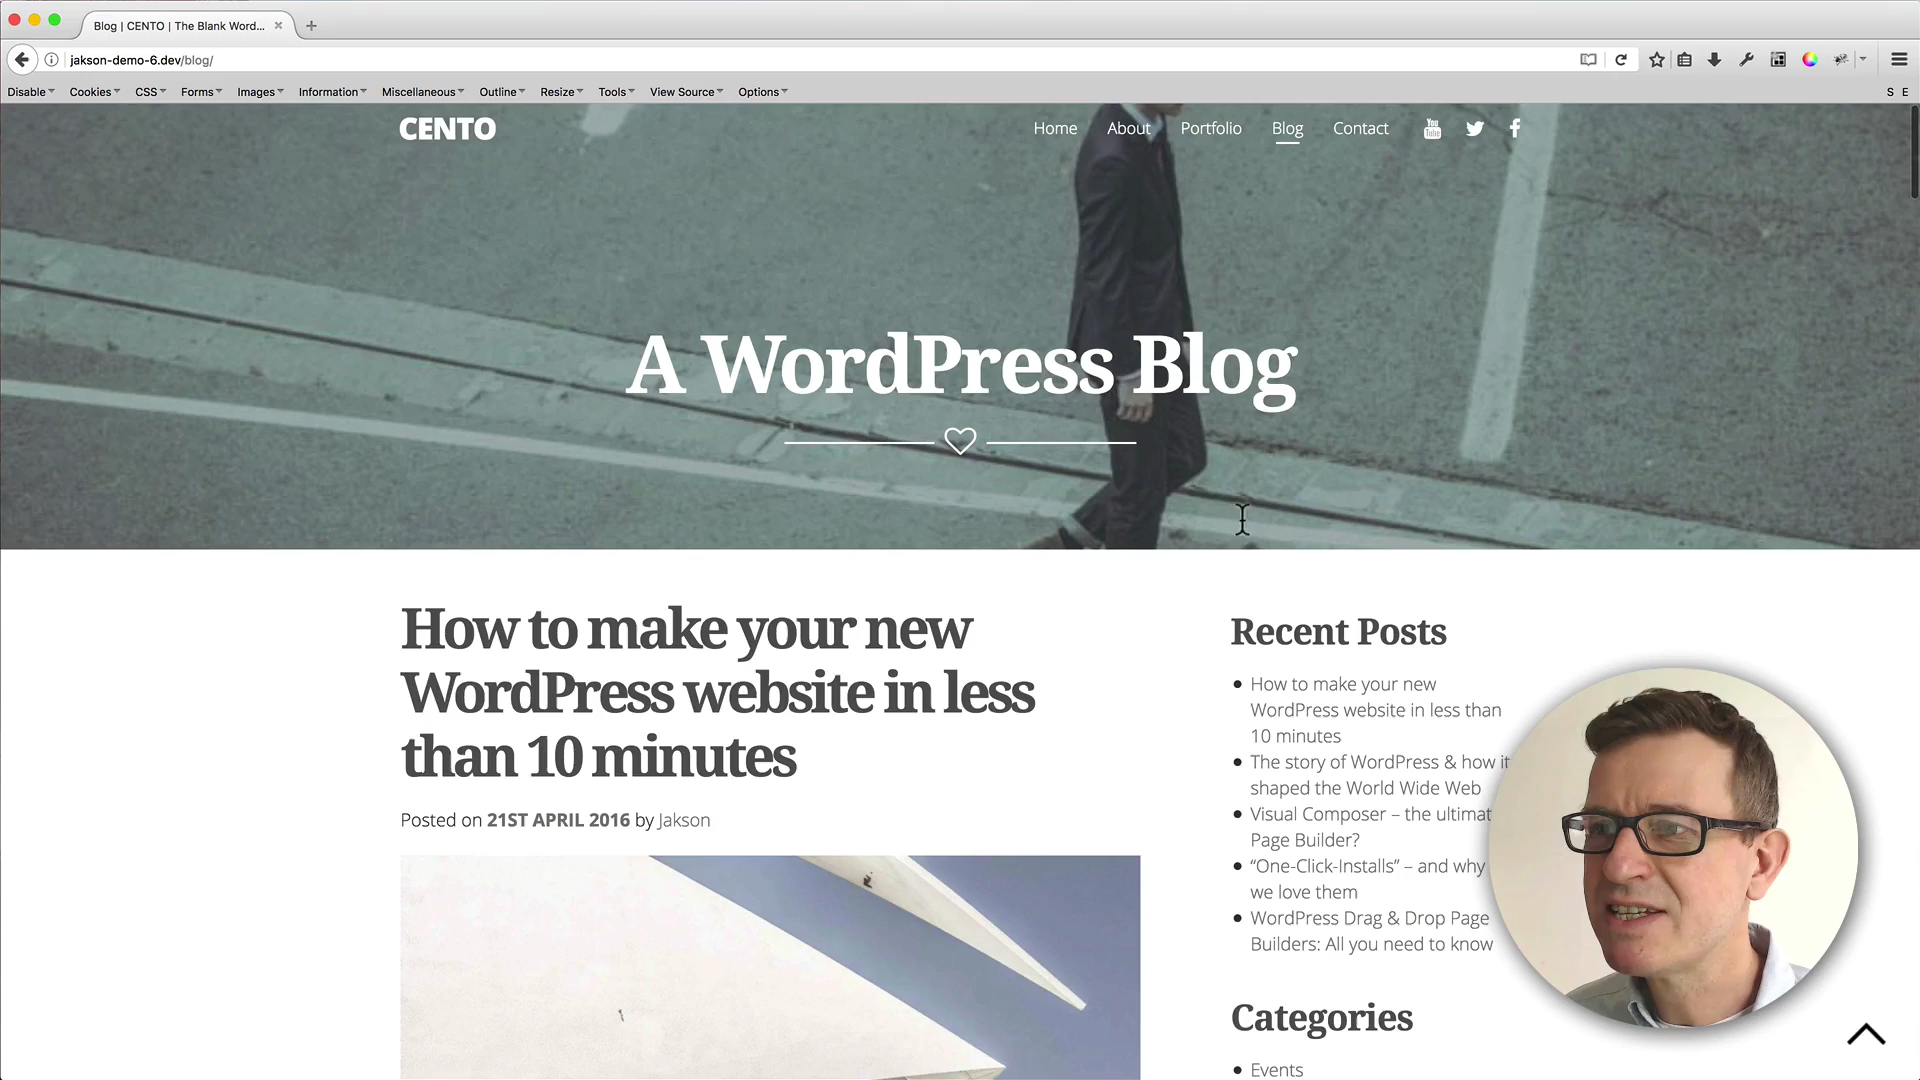 Blog | CENTO | The Blank Word...
jakson-demo-6.dev/blog/
Disable Cookies CSS Forms Images Information Miscellaneous Outline Resize Tools View Source Options S E
CENTO
Home About Portfolio Blog Contact You Tube
A WordPress Blog
How to make your new
WordPress website in less
than 10 minutes
Posted on 21ST APRIL 2016 by Jakson
Recent Posts
How to make your new
WordPress website in less than
10 minutes
The story of WordPress & how it
shaped the World Wide Web
Visual Composer – the ultimat
Page Builder?
“One-Click-Installs” – and why
we love them
WordPress Drag & Drop Page
Builders: All you need to know
Categories
Events